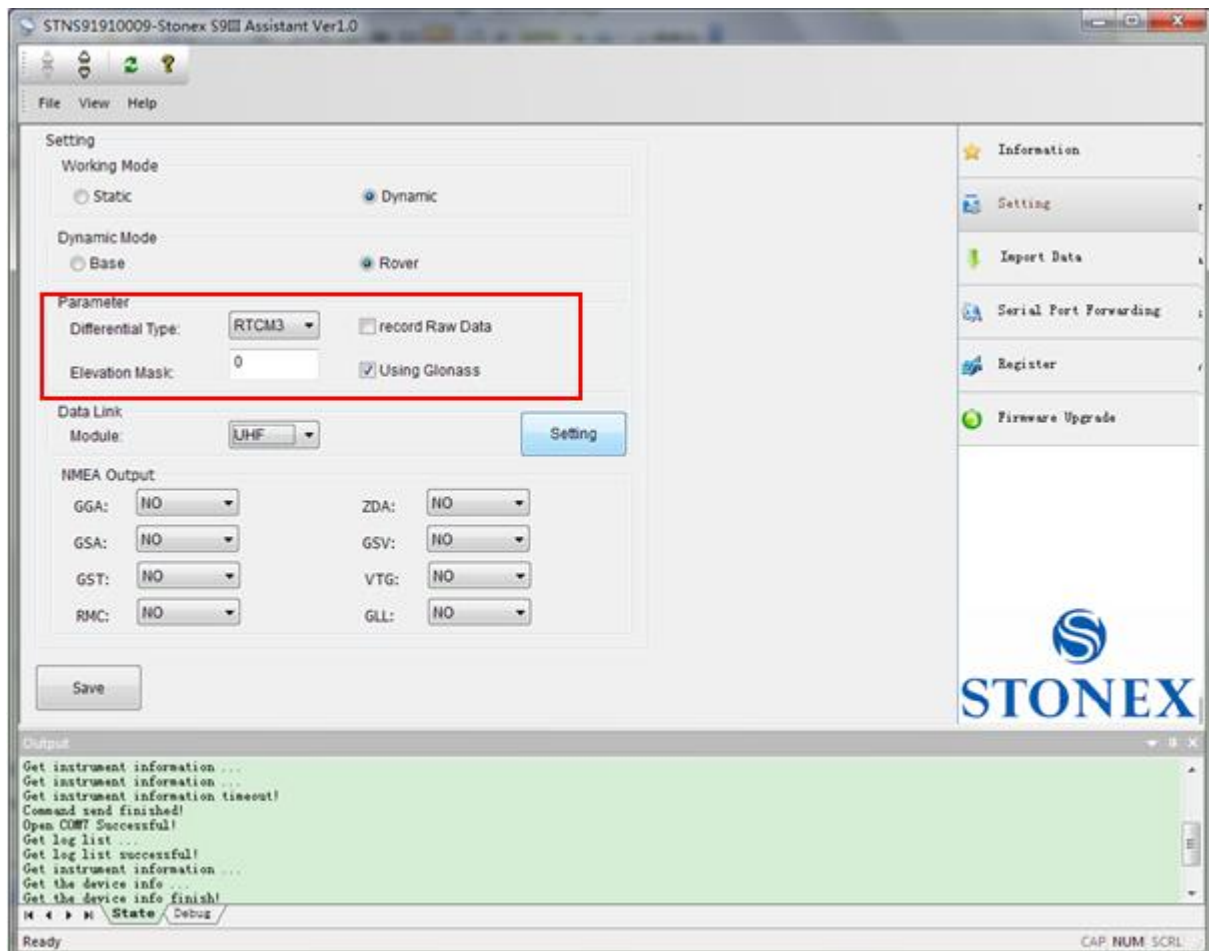 STNS91910009-Stonex S9III Assistant Ver1.0
File View Help
Setting
Working Mode
Static Dynamic
Dynamic Mode
Base Rover
Parameter
Differential Type: RTCM3 record Raw Data
Elevation Mask: 0 Using Glonass
Data Link
Module: UHF Setting
NMEA Output
GGA: NO ZDA: NO
GSA: NO GSV: NO
GST: NO VTG: NO
RMC: NO GLL: NO
Save
Information
Setting
Import Data
Serial Port Forwarding
Register
Firmware Upgrade
S
STONEX
Output
Get instrument information ...
Get instrument information ...
Get instrument information timeout!
Command send finished!
Open COM7 Successful!
Get log list ...
Get log list successful!
Get instrument information ...
Get the device info ...
Get the device info finish!
State Debug
Ready CAP NUM SCRL